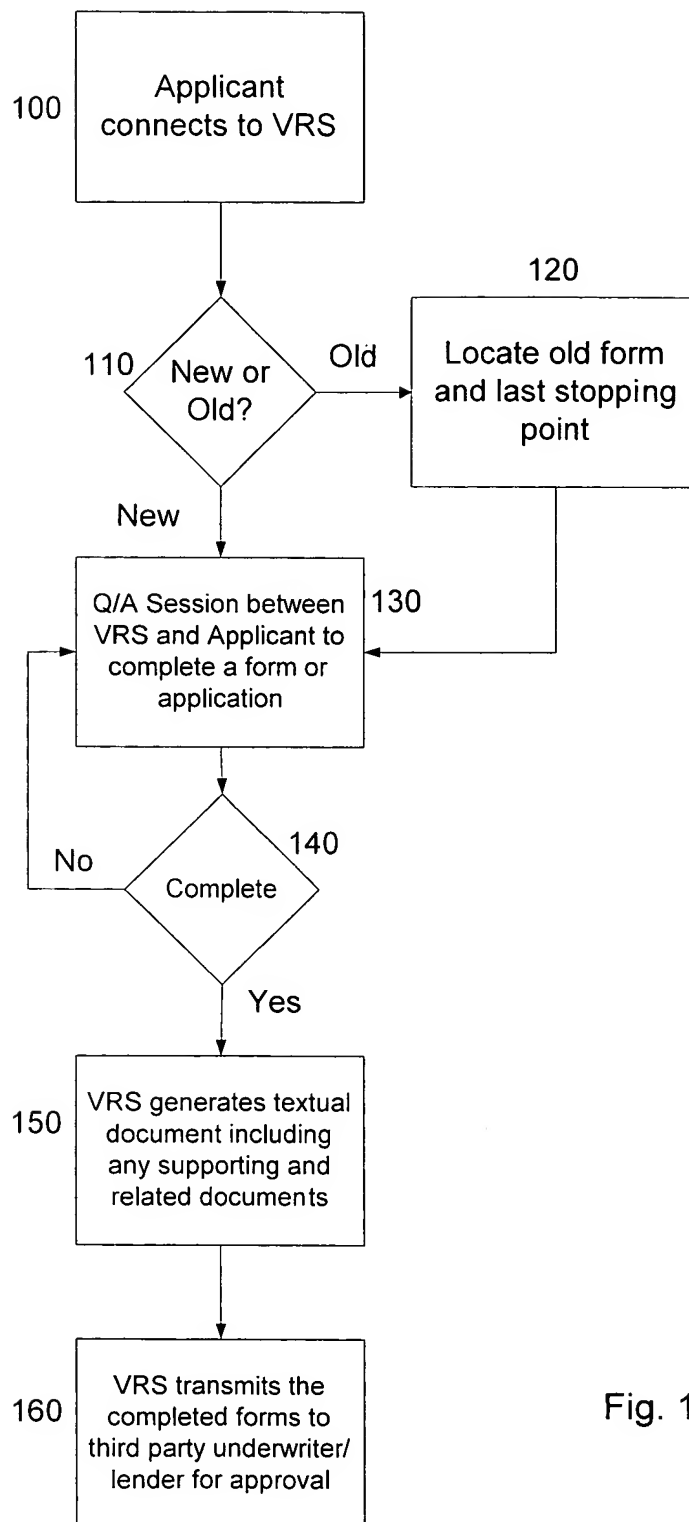 100
Applicant
connects to VRS
120
110
New or
Old?
Old
Locate old form
and last stopping
point
New
Q/A Session between
VRS and Applicant to
complete a form or
application
130
No
Complete
140
Yes
150
VRS generates textual
document including
any supporting and
related documents
160
VRS transmits the
completed forms to
third party underwriter/
lender for approval
Fig. 1